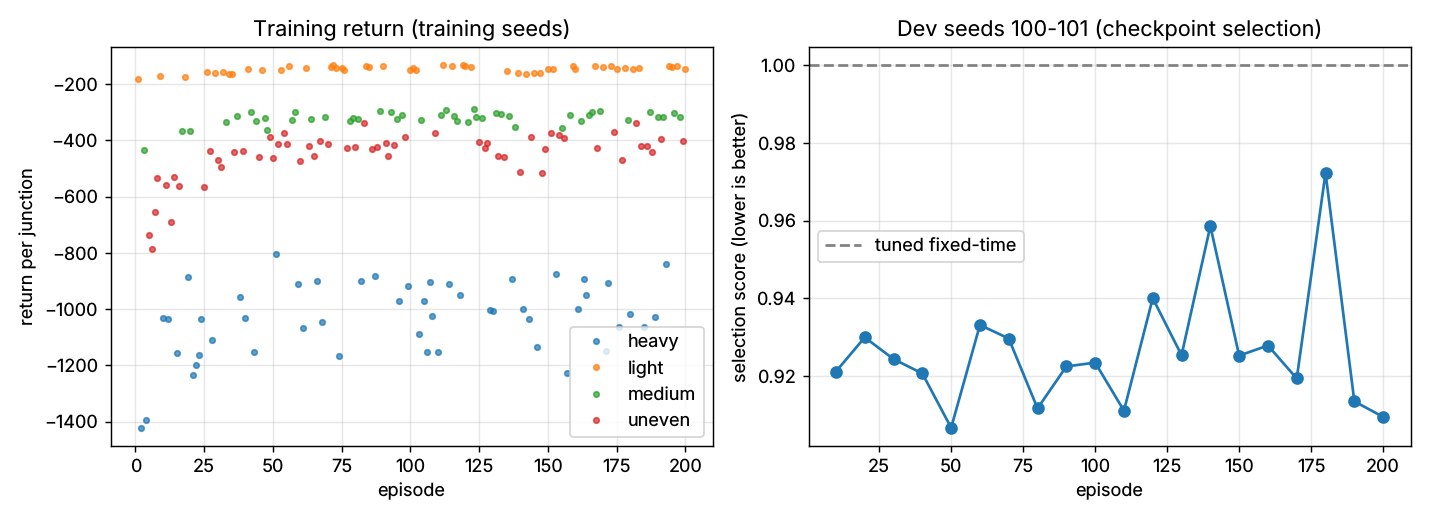 Training return (training seeds)
return per junction
−200
−400
−600
−800
−1000
−1200
−1400
0
25
50
75
100
125
150
175
200
episode
heavy
light
medium
uneven
Dev seeds 100-101 (checkpoint selection)
selection score (lower is better)
1.00
0.98
0.96
0.94
0.92
tuned fixed-time
25
50
75
100
125
150
175
200
episode